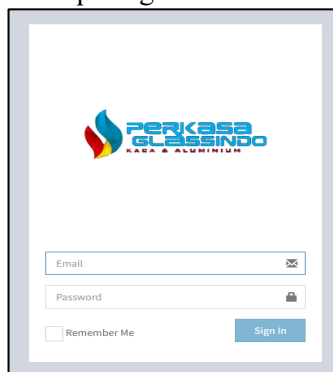 PERKASA
GLASSINDO
KACA & ALUMINIUM
Email
Password
Remember Me
Sign In